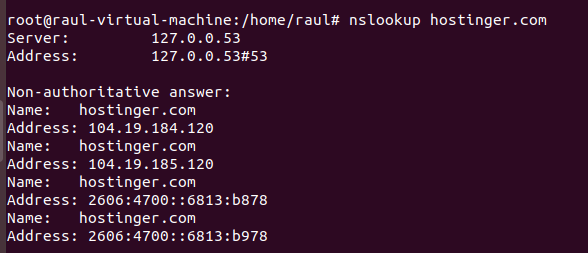 root@raul-virtual-machine:/home/raul# nslookup hostinger.com
Server:         127.0.0.53
Address:        127.0.0.53#53

Non-authoritative answer:
Name:   hostinger.com
Address: 104.19.184.120
Name:   hostinger.com
Address: 104.19.185.120
Name:   hostinger.com
Address: 2606:4700::6813:b878
Name:   hostinger.com
Address: 2606:4700::6813:b978